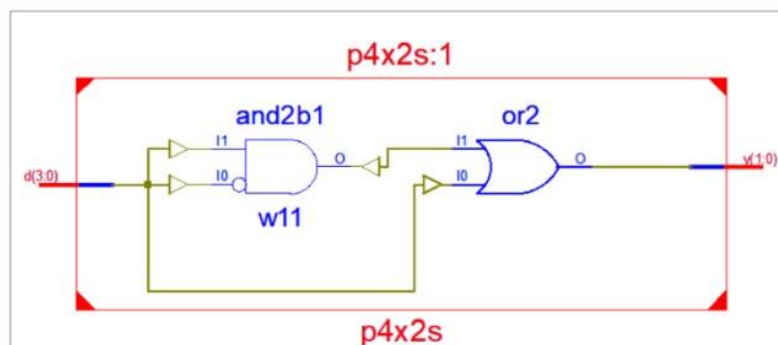 p4x2s:1
and2b1
or2
I1
O
I1
O
d(3:0)
y(1:0)
I0
I0
w11
p4x2s